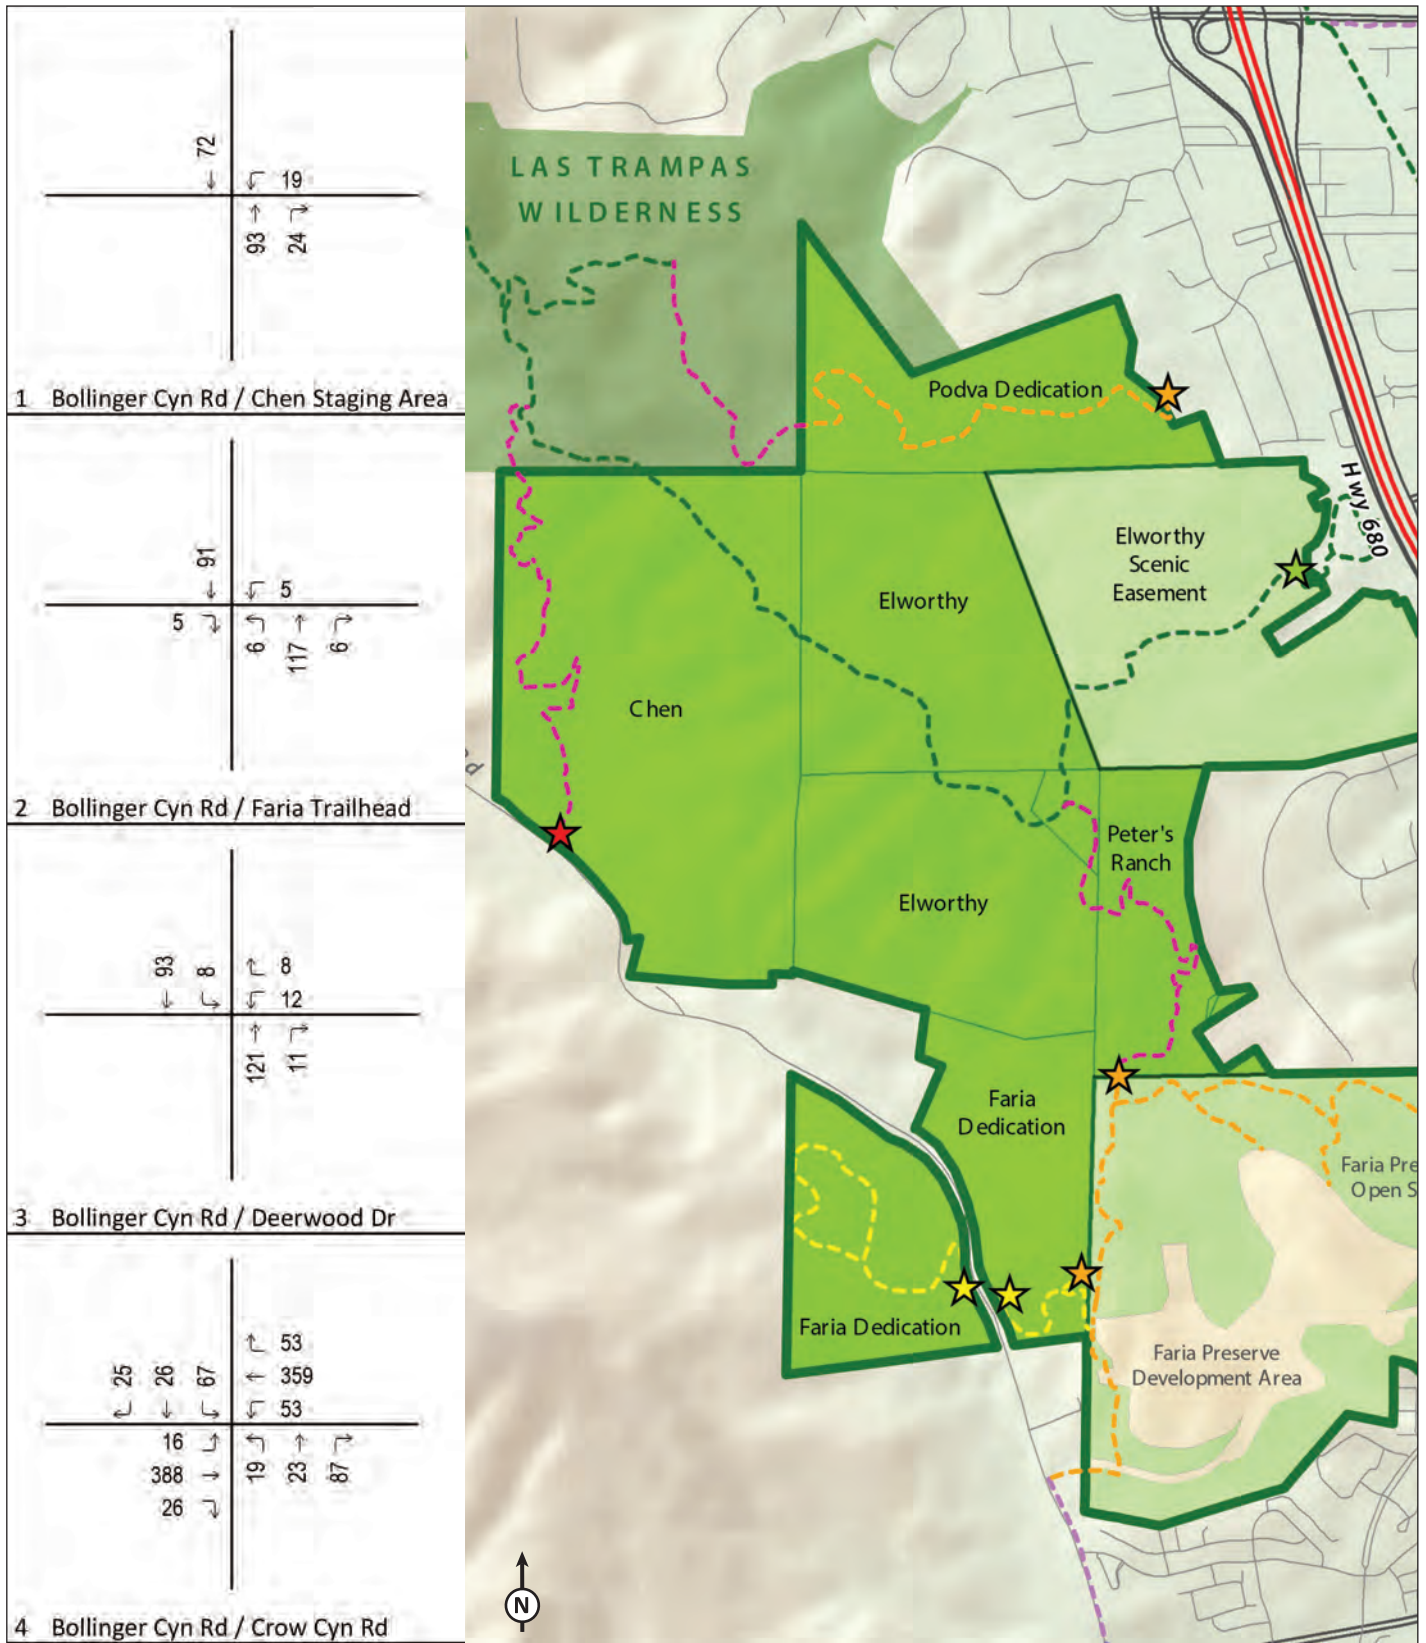 72
19
93 24
1 Bollinger Cyn Rd / Chen Staging Area
91
5
5
6 117 6
2 Bollinger Cyn Rd / Faria Trailhead
93 8 8
12
121 11
3 Bollinger Cyn Rd / Deerwood Dr
53
25 26 67 359
53
16
388 19 23 87
26
4 Bollinger Cyn Rd / Crow Cyn Rd
LAS TRAMPAS
WILDERNESS
Podva Dedication
Hwy 680
Elworthy
Scenic
Easement
Elworthy
Chen
Peter's
Ranch
Elworthy
Faria
Dedication
Faria Pre
Open S
Faria Dedication
Faria Preserve
Development Area
N